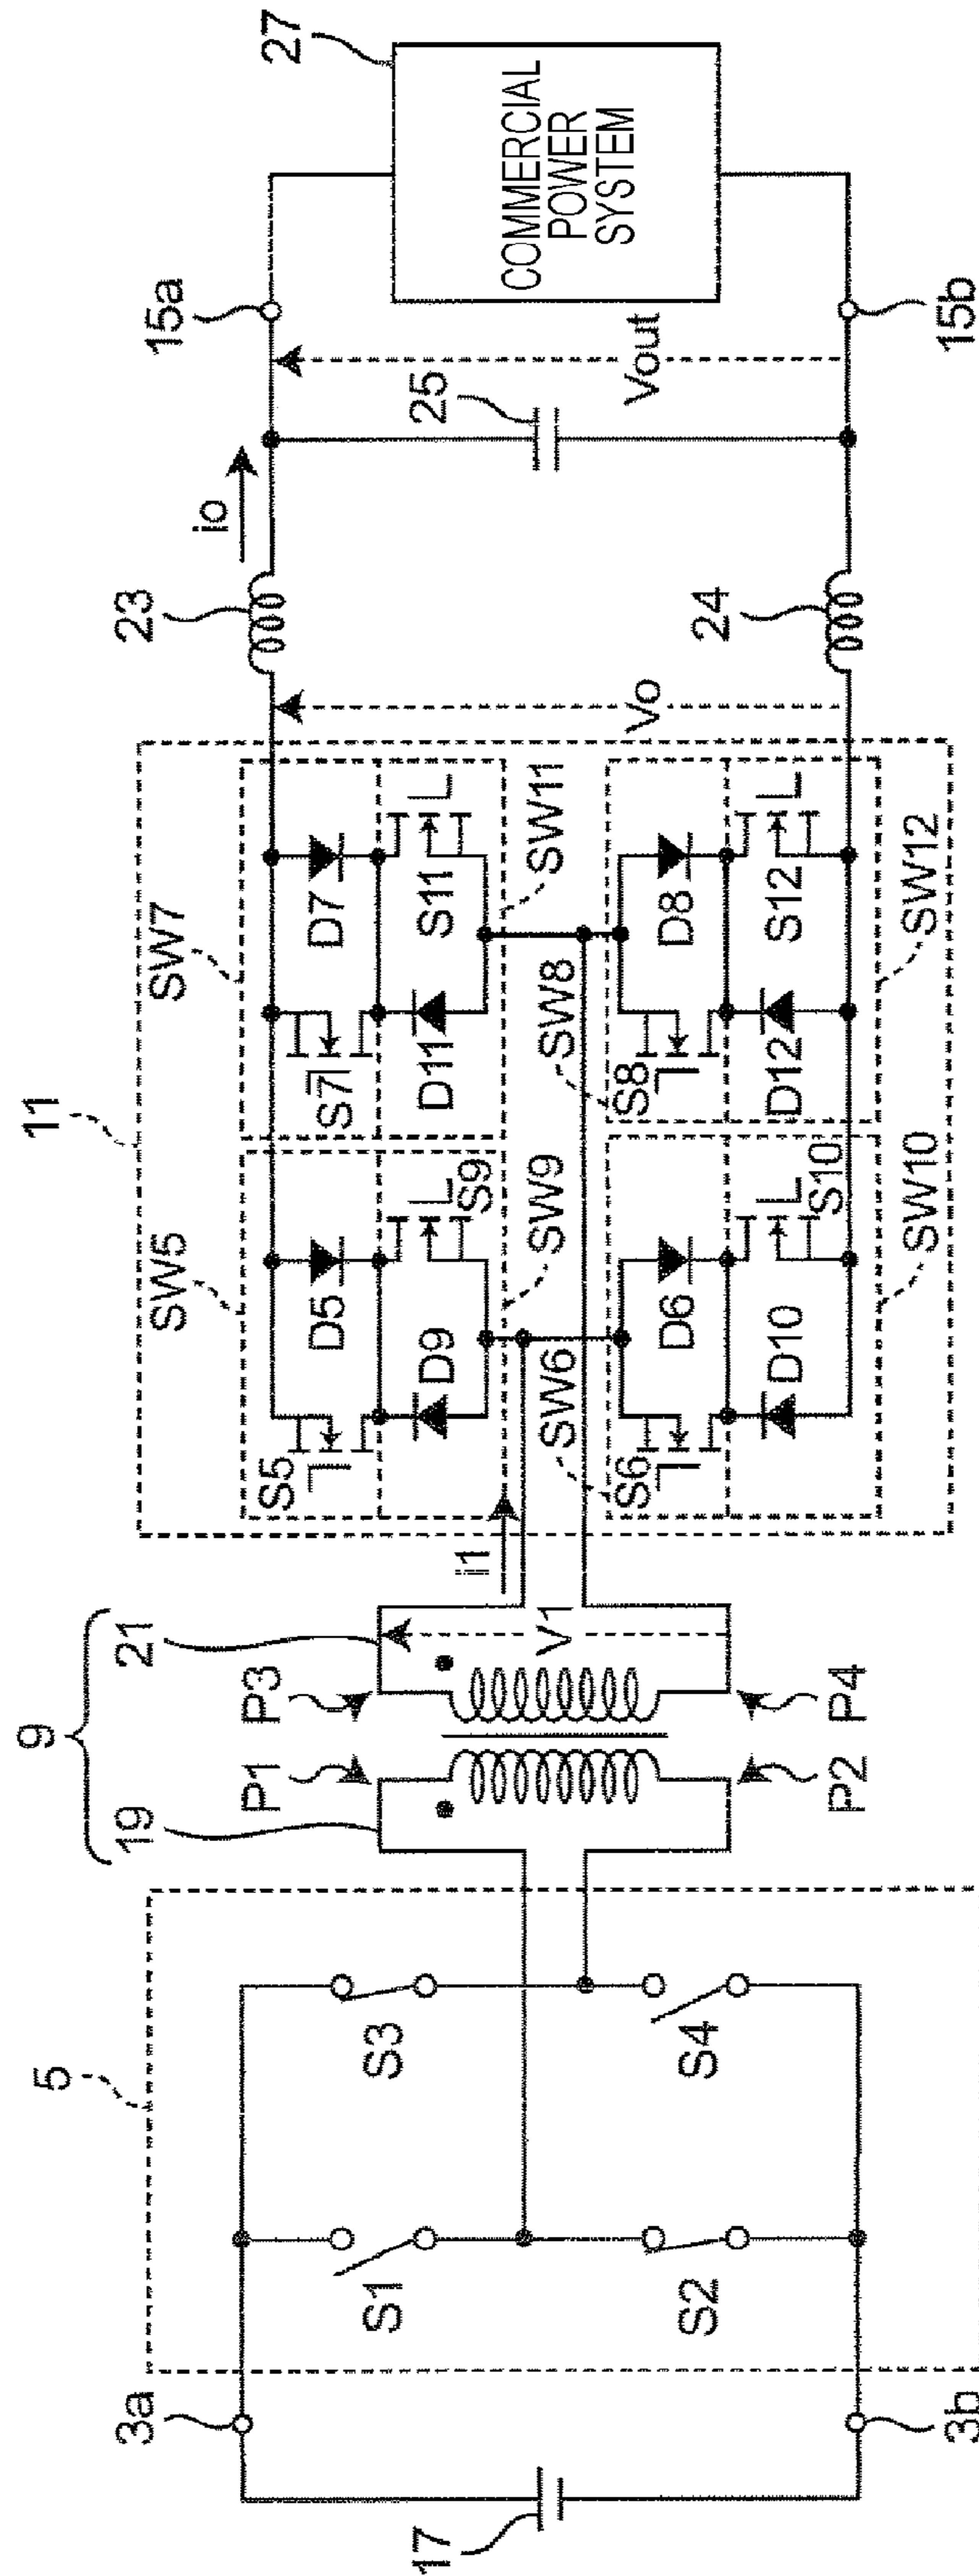 17
3a
3b
5
S1
S2
S3
S4
9
19
21
P1
P3
P2
P4
V1
i1
11
SW5
SW7
S5
D5
D9
S9
S7
D7
D11
S11
SW9
SW11
SW6
SW8
S6
D6
D10
S10
S8
D8
D12
S12
SW10
SW12
Vo
23
24
io
25
Vout
15a
15b
27
COMMERCIAL
POWER
SYSTEM